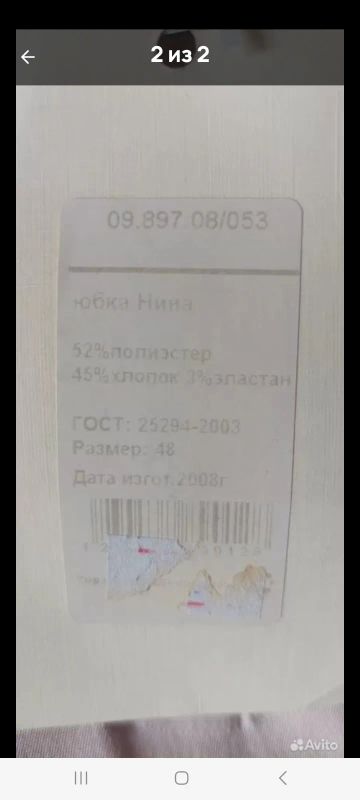 2 из 2
09.897.08/053
юбка Нина
52%полиэстер
45%хлопок 3%эластан
ГОСТ: 25294-2003
Размер: 48
Дата изгот.2008г
Avito